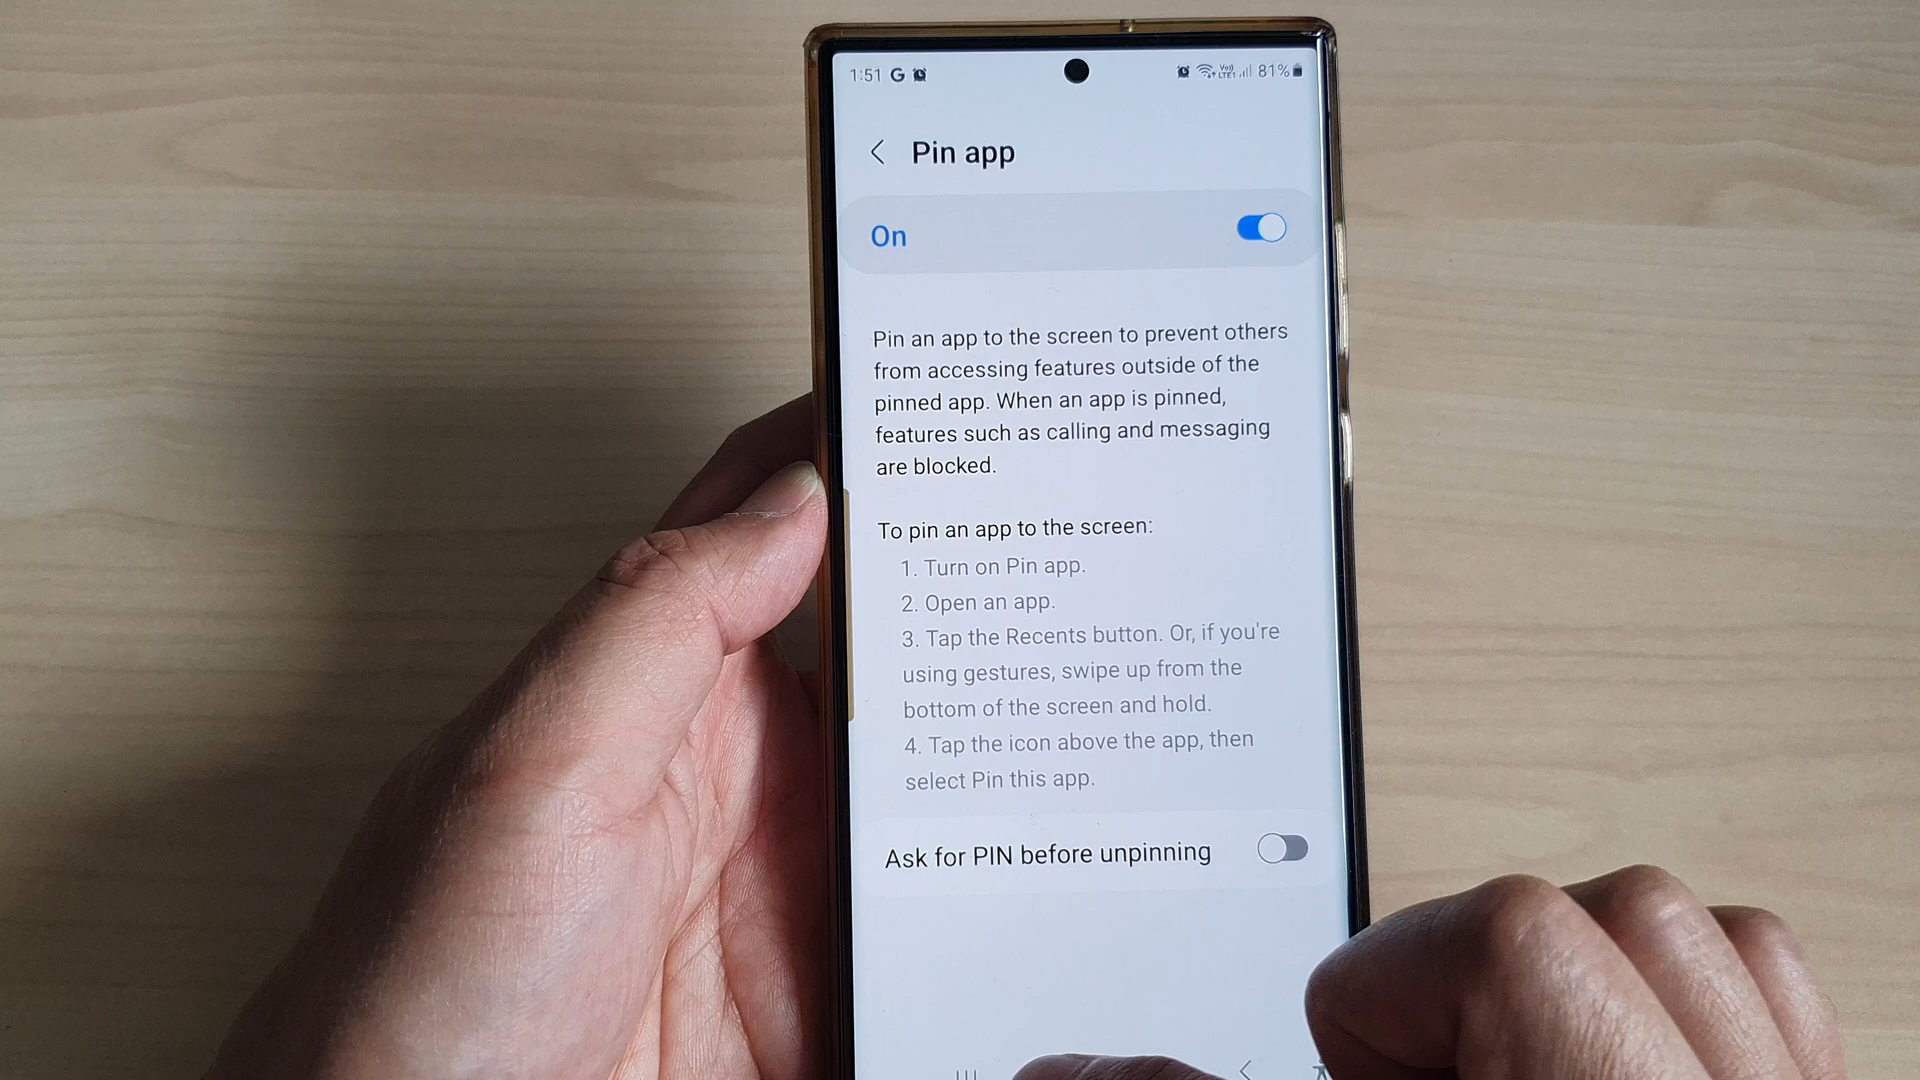 1:51 G VoI) LTE1 81%
Pin app
On
Pin an app to the screen to prevent others
from accessing features outside of the
pinned app. When an app is pinned,
features such as calling and messaging
are blocked.
To pin an app to the screen:
1. Turn on Pin app.
2. Open an app.
3. Tap the Recents button. Or, if you're
using gestures, swipe up from the
bottom of the screen and hold.
4. Tap the icon above the app, then
select Pin this app.
Ask for PIN before unpinning